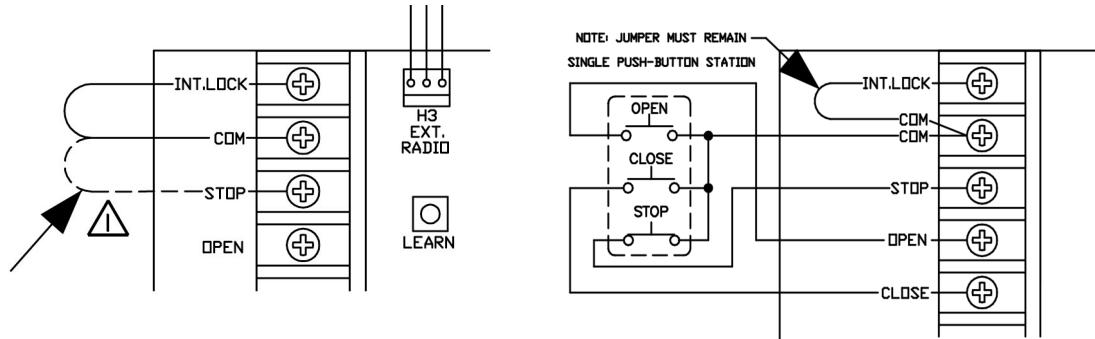 INT.LOCK
COM
STOP
OPEN
H3
EXT.
RADIO
LEARN
NOTE: JUMPER MUST REMAIN
SINGLE PUSH-BUTTON STATION
OPEN
CLOSE
STOP
INT.LOCK
COM
COM
STOP
OPEN
CLOSE